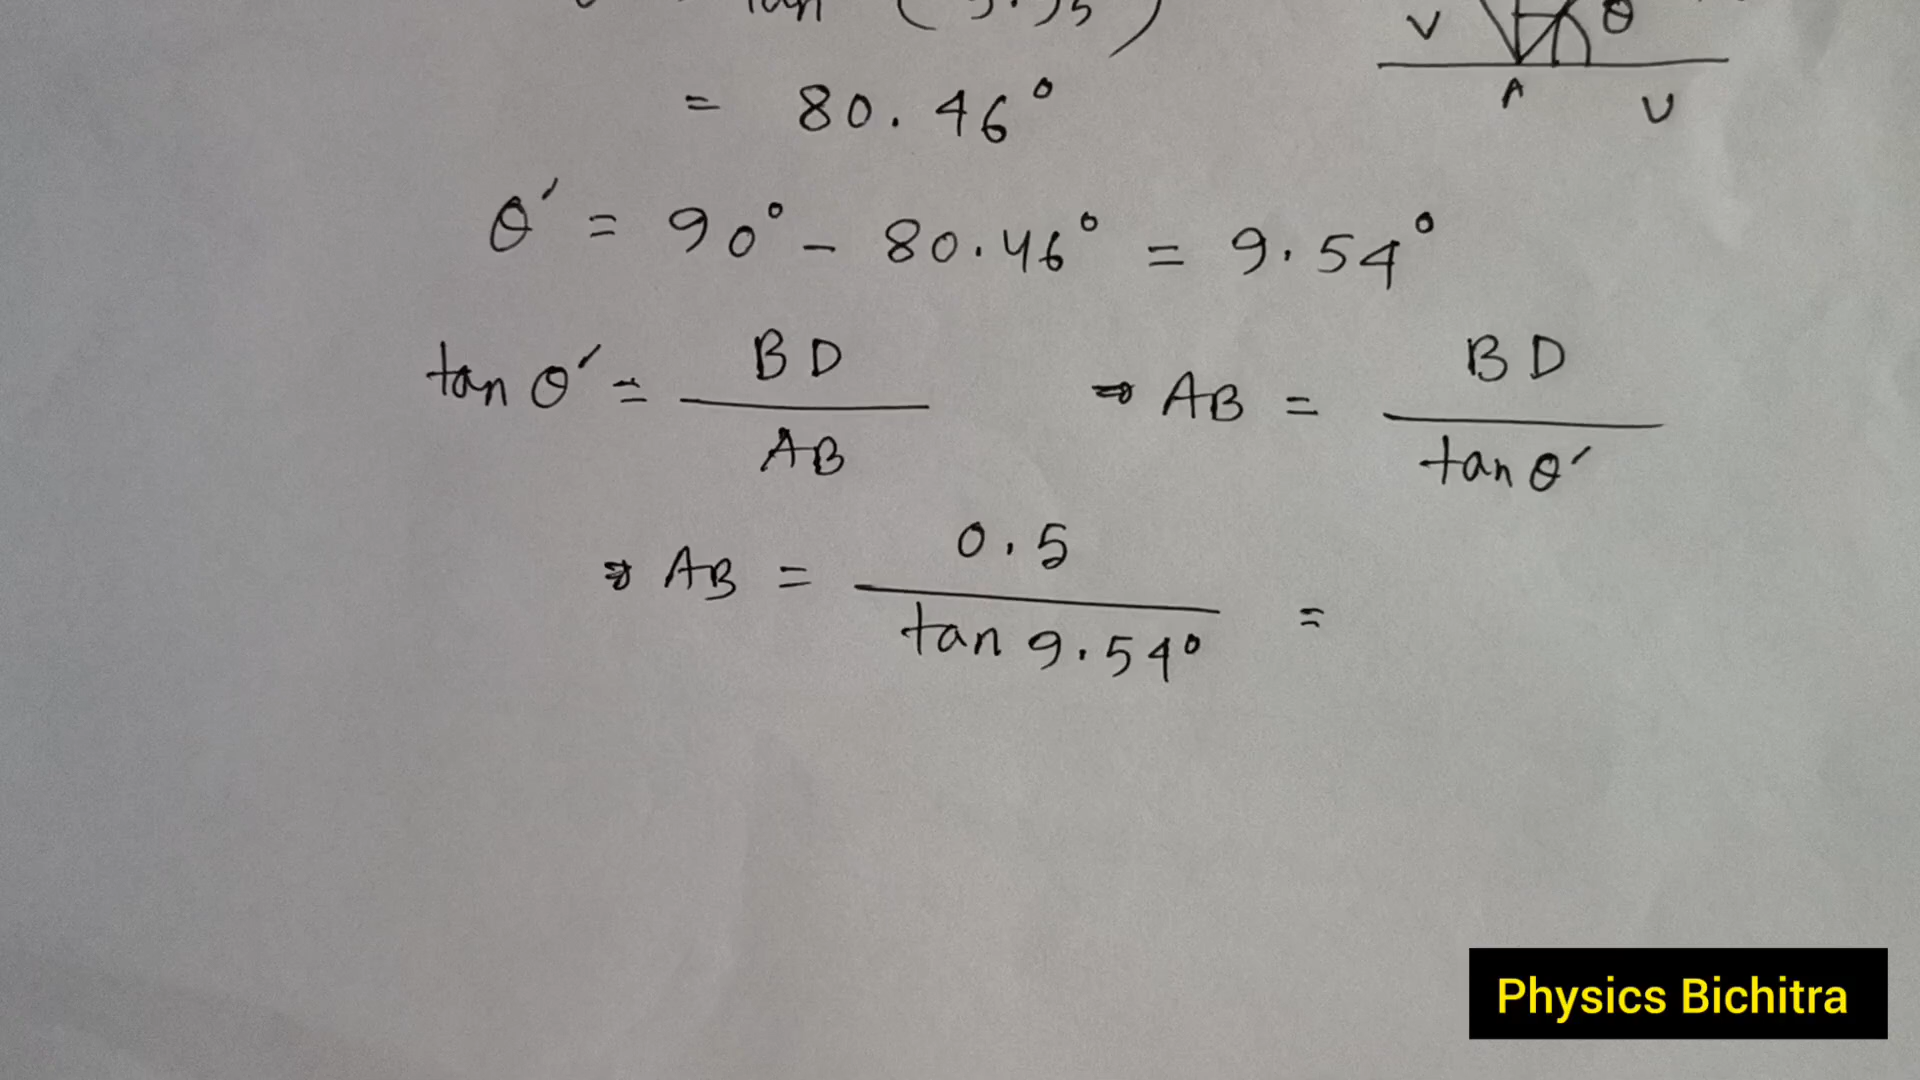 tan
V θ
= 80.46°
A U
θ′ = 90° − 80.46° = 9.54°
tan θ′ = BD / AB ⇒ AB = BD / tan θ′
⇒ AB = 0.5 / tan 9.54° =
Physics Bichitra